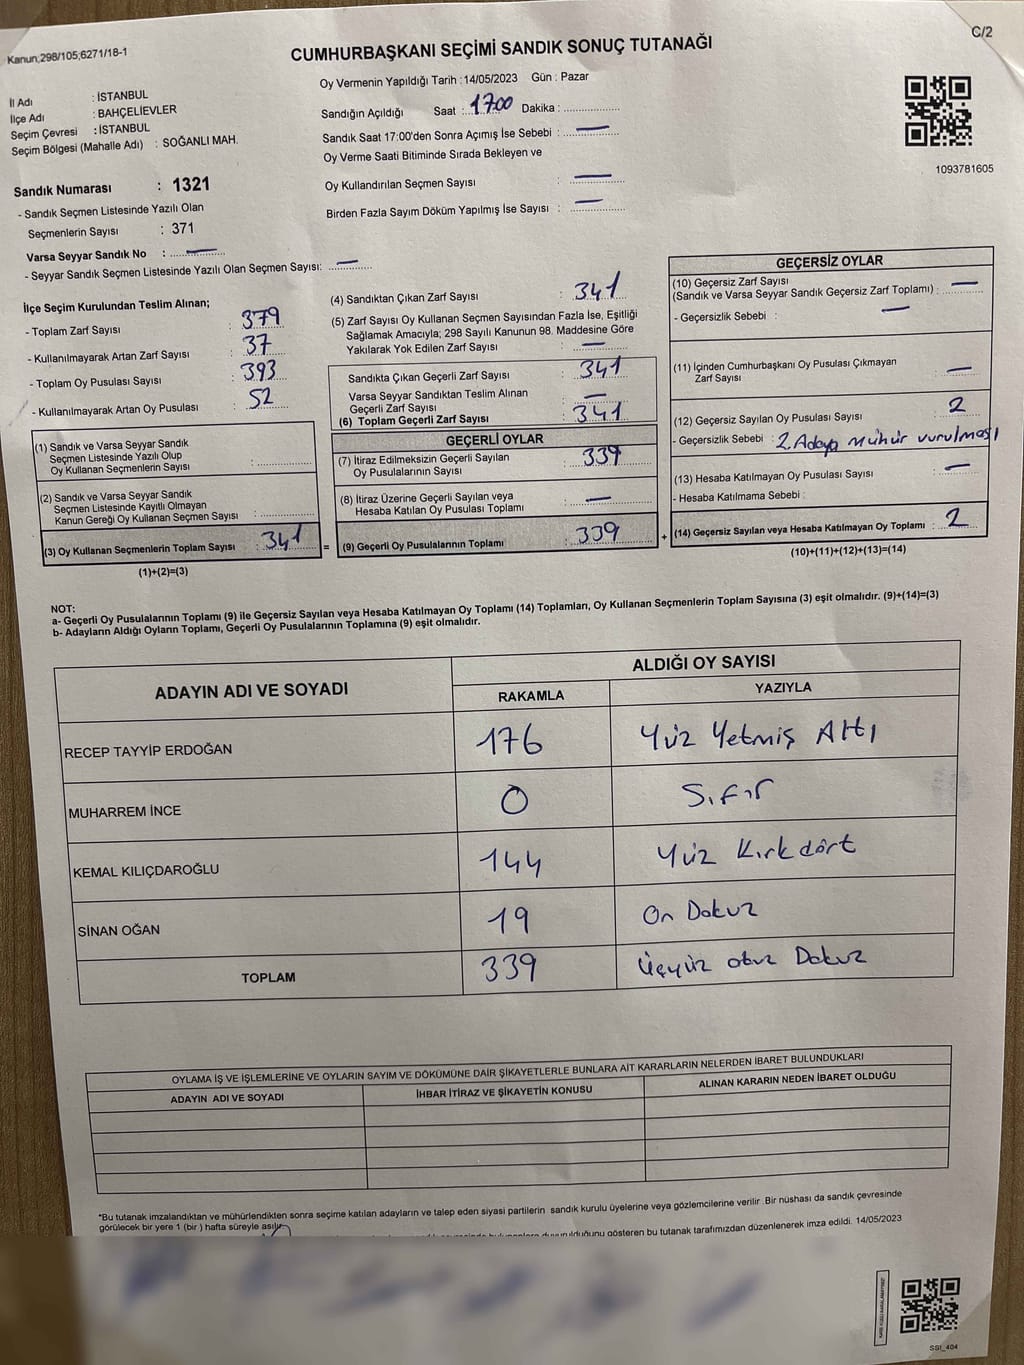 Kanun;298/105;6271/18-1
C/2
CUMHURBAŞKANI SEÇİMİ SANDIK SONUÇ TUTANAĞI
İl Adı : İSTANBUL
İlçe Adı : BAHÇELİEVLER
Seçim Çevresi : İSTANBUL
Seçim Bölgesi (Mahalle Adı) : SOĞANLI MAH.
Sandık Numarası : 1321
- Sandık Seçmen Listesinde Yazılı Olan
Seçmenlerin Sayısı : 371
Varsa Seyyar Sandık No : —
- Seyyar Sandık Seçmen Listesinde Yazılı Olan Seçmen Sayısı: —
Oy Vermenin Yapıldığı Tarih : 14/05/2023 Gün : Pazar
Sandığın Açıldığı Saat : 1700 Dakika :
Sandık Saat 17:00'den Sonra Açımış İse Sebebi : —
Oy Verme Saati Bitiminde Sırada Bekleyen ve
Oy Kullandırılan Seçmen Sayısı : —
Birden Fazla Sayım Döküm Yapılmış İse Sayısı : —
1093781605
İlçe Seçim Kurulundan Teslim Alınan;
- Toplam Zarf Sayısı : 379
- Kullanılmayarak Artan Zarf Sayısı : 37
- Toplam Oy Pusulası Sayısı : 393
- Kullanılmayarak Artan Oy Pusulası : 52
(1) Sandık ve Varsa Seyyar Sandık
Seçmen Listesinde Yazılı Olup
Oy Kullanan Seçmenlerin Sayısı :
(2) Sandık ve Varsa Seyyar Sandık
Seçmen Listesinde Kayıtlı Olmayan
Kanun Gereği Oy Kullanan Seçmen Sayısı :
(3) Oy Kullanan Seçmenlerin Toplam Sayısı : 341
(1)+(2)=(3)
=
(4) Sandıktan Çıkan Zarf Sayısı : 341
(5) Zarf Sayısı Oy Kullanan Seçmen Sayısından Fazla İse, Eşitliği
Sağlamak Amacıyla; 298 Sayılı Kanunun 98. Maddesine Göre
Yakılarak Yok Edilen Zarf Sayısı : —
Sandıkta Çıkan Geçerli Zarf Sayısı : 341
Varsa Seyyar Sandıktan Teslim Alınan
Geçerli Zarf Sayısı : —
(6) Toplam Geçerli Zarf Sayısı : 341
GEÇERLİ OYLAR
(7) İtiraz Edilmeksizin Geçerli Sayılan
Oy Pusulalarının Sayısı : 339
(8) İtiraz Üzerine Geçerli Sayılan veya
Hesaba Katılan Oy Pusulası Toplamı : —
(9) Geçerli Oy Pusulalarının Toplamı : 339
+
GEÇERSİZ OYLAR
(10) Geçersiz Zarf Sayısı
(Sandık ve Varsa Seyyar Sandık Geçersiz Zarf Toplamı) : —
- Geçersizlik Sebebi : —
(11) İçinden Cumhurbaşkanı Oy Pusulası Çıkmayan
Zarf Sayısı : —
(12) Geçersiz Sayılan Oy Pusulası Sayısı : 2
- Geçersizlik Sebebi : 2. Adaya mühür vurulması
(13) Hesaba Katılmayan Oy Pusulası Sayısı : —
- Hesaba Katılmama Sebebi :
(14) Geçersiz Sayılan veya Hesaba Katılmayan Oy Toplamı : 2
(10)+(11)+(12)+(13)=(14)
NOT:
a- Geçerli Oy Pusulalarının Toplamı (9) ile Geçersiz Sayılan veya Hesaba Katılmayan Oy Toplamı (14) Toplamları, Oy Kullanan Seçmenlerin Toplam Sayısına (3) eşit olmalıdır. (9)+(14)=(3)
b- Adayların Aldığı Oyların Toplamı, Geçerli Oy Pusulalarının Toplamına (9) eşit olmalıdır.
ADAYIN ADI VE SOYADI
ALDIĞI OY SAYISI
RAKAMLA YAZIYLA
RECEP TAYYİP ERDOĞAN 176 Yüz Yetmiş Altı
MUHARREM İNCE 0 Sıfır
KEMAL KILIÇDAROĞLU 144 Yüz Kırkdört
SİNAN OĞAN 19 On Dokuz
TOPLAM 339 Üçyüz otuz Dokuz
OYLAMA İŞ VE İŞLEMLERİNE VE OYLARIN SAYIM VE DÖKÜMÜNE DAİR ŞİKAYETLERLE BUNLARA AİT KARARLARIN NELERDEN İBARET BULUNDUKLARI
ADAYIN ADI VE SOYADI İHBAR İTİRAZ VE ŞİKAYETİN KONUSU ALINAN KARARIN NEDEN İBARET OLDUĞU
*Bu tutanak imzalandıktan ve mühürlendikten sonra seçime katılan adayların ve talep eden siyasi partilerin sandık kurulu üyelerine veya gözlemcilerine verilir. Bir nüshası da sandık çevresinde
görülecek bir yere 1 (bir ) hafta süreyle asılır.
gösteren bu tutanak tarafımızdan düzenlenerek imza edildi. 14/05/2023
SSI_404